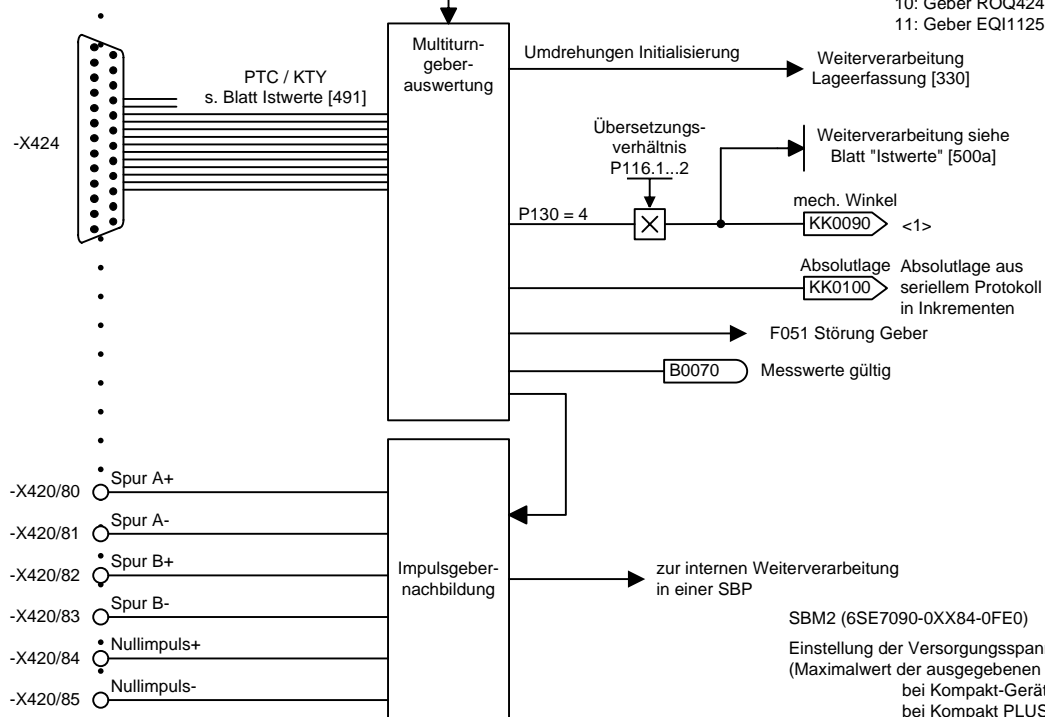 10: Geber ROQ424
11: Geber EQI1125
Multiturn-
geber-
auswertung
Umdrehungen Initialisierung
Weiterverarbeitung
Lageerfassung [330]
PTC / KTY
s. Blatt Istwerte [491]
-X424
Übersetzungs-
verhältnis
P116.1...2
Weiterverarbeitung siehe
Blatt "Istwerte" [500a]
P130 = 4
mech. Winkel
KK0090
<1>
Absolutlage
KK0100
Absolutlage aus
seriellem Protokoll
in Inkrementen
F051 Störung Geber
B0070
Messwerte gültig
-X420/80
Spur A+
-X420/81
Spur A-
-X420/82
Spur B+
-X420/83
Spur B-
-X420/84
Nullimpuls+
-X420/85
Nullimpuls-
Impulsgeber-
nachbildung
zur internen Weiterverarbeitung
in einer SBP
SBM2 (6SE7090-0XX84-0FE0)
Einstellung der Versorgungsspan
(Maximalwert der ausgegebenen
bei Kompakt-Gerät
bei Kompakt PLUS